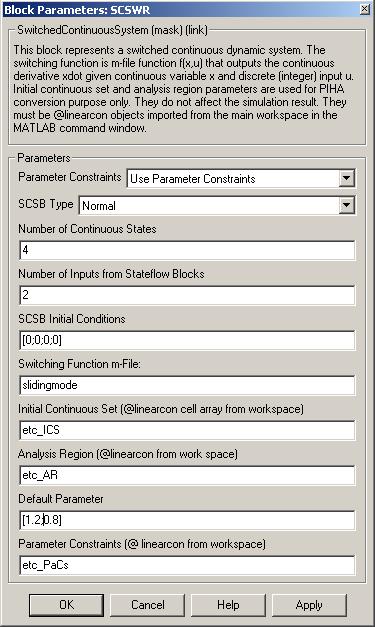 Block Parameters: SCSWR
SwitchedContinuousSystem (mask) (link)
This block represents a switched continuous dynamic system. The
switching function is m-file function f(x,u) that outputs the continuous
derivative xdot given continuous variable x and discrete (integer) input u.
Initial continuous set and analysis region parameters are used for PIHA
conversion purpose only. They do not affect the simulation result. They
must be @linearcon objects imported from the main workspace in the
MATLAB command window.
Parameters
Parameter Constraints Use Parameter Constraints
SCSB Type Normal
Number of Continuous States
4
Number of Inputs from Stateflow Blocks
2
SCSB Initial Conditions
[0;0;0;0]
Switching Function m-File:
slidingmode
Initial Continuous Set (@linearcon cell array from workspace)
etc_ICS
Analysis Region (@linearcon from work space)
etc_AR
Default Parameter
[1.2;0.8]
Parameter Constraints (@ linearcon from workspace)
etc_PaCs
OK Cancel Help Apply